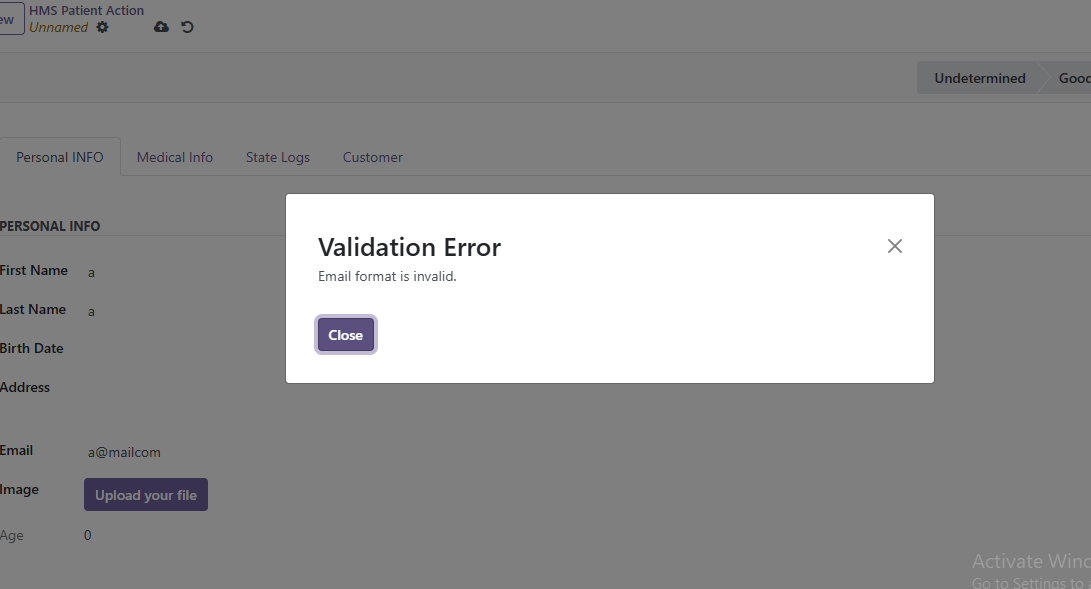 ew
HMS Patient Action
Unnamed
Undetermined
Good
Personal INFO
Medical Info
State Logs
Customer
PERSONAL INFO
Validation Error
Email format is invalid.
Close
First Name a
Last Name a
Birth Date
Address
Email a@mailcom
Image Upload your file
Age 0
Activate Wind
Go to Settings to a